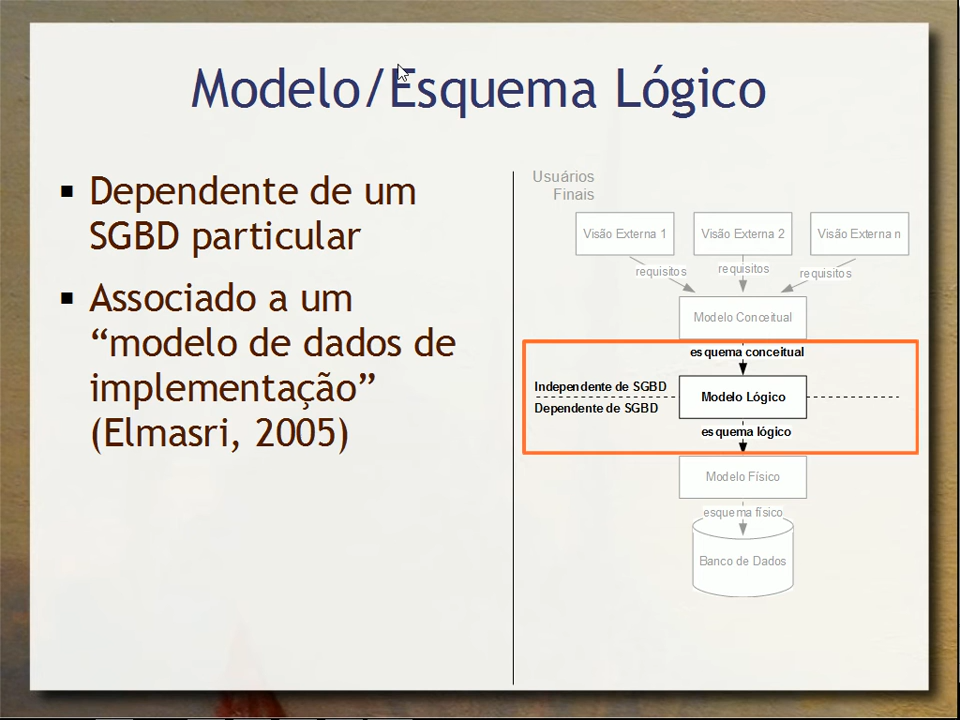 Modelo/Esquema Lógico
▪ Dependente de um
SGBD particular
▪ Associado a um
“modelo de dados de
implementação”
(Elmasri, 2005)
Usuários
Finais
Visão Externa 1
Visão Externa 2
Visão Externa n
requisitos
requisitos
requisitos
Modelo Conceitual
esquema conceitual
Independente de SGBD
Modelo Lógico
Dependente de SGBD
esquema lógico
Modelo Físico
esquema físico
Banco de Dados